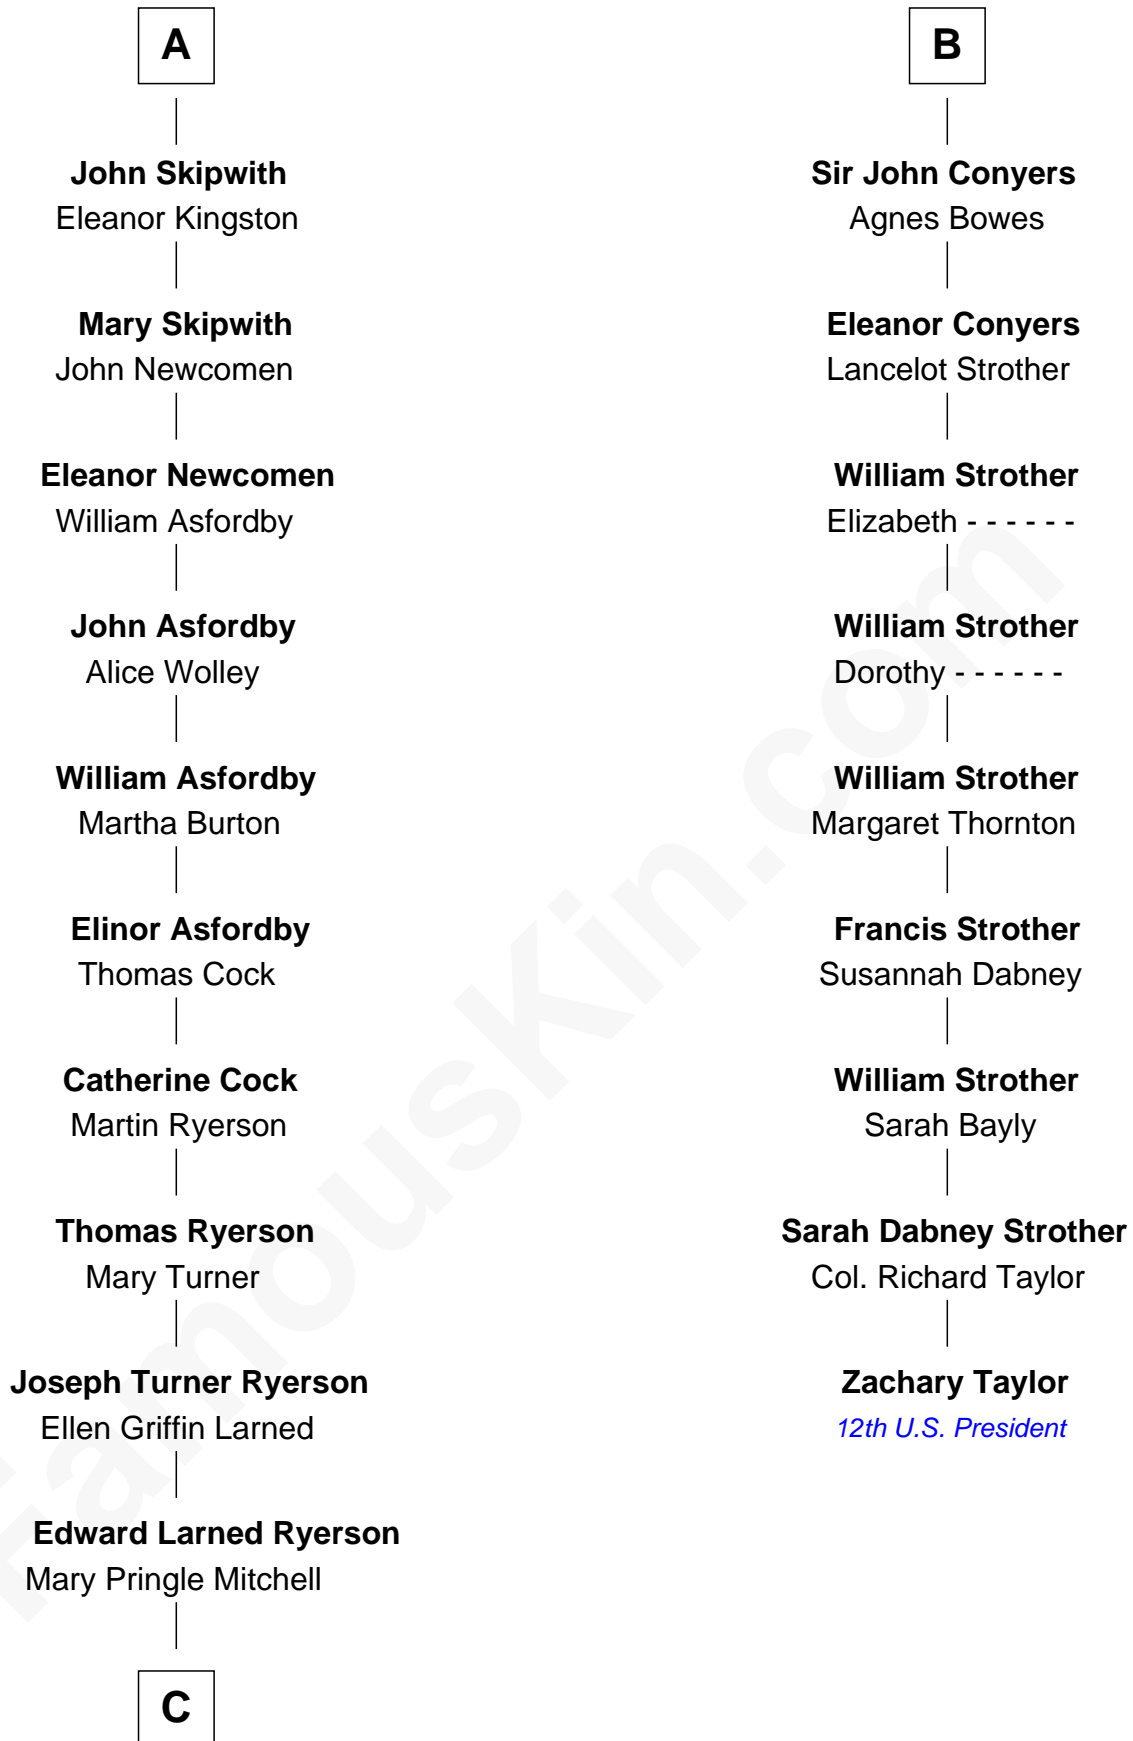 A
John Skipwith
Eleanor Kingston
Mary Skipwith
John Newcomen
Eleanor Newcomen
William Asfordby
John Asfordby
Alice Wolley
William Asfordby
Martha Burton
Elinor Asfordby
Thomas Cock
Catherine Cock
Martin Ryerson
Thomas Ryerson
Mary Turner
Joseph Turner Ryerson
Ellen Griffin Larned
Edward Larned Ryerson
Mary Pringle Mitchell
C
B
Sir John Conyers
Agnes Bowes
Eleanor Conyers
Lancelot Strother
William Strother
Elizabeth - - - - - -
William Strother
Dorothy - - - - - -
William Strother
Margaret Thornton
Francis Strother
Susannah Dabney
William Strother
Sarah Bayly
Sarah Dabney Strother
Col. Richard Taylor
Zachary Taylor
12th U.S. President
FamousKin.com